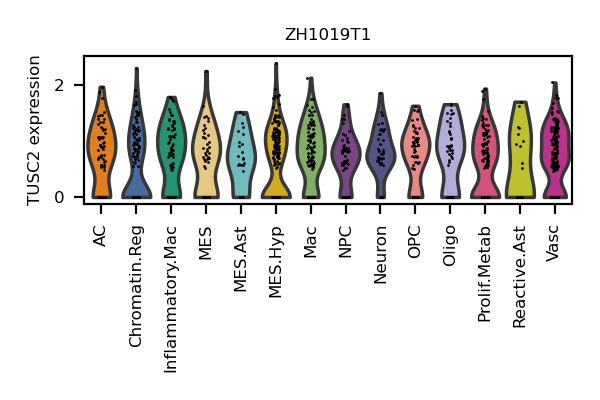 ZH1019T1
TUSC2 expression
2
0
AC
Chromatin.Reg
Inflammatory.Mac
MES
MES.Ast
MES.Hyp
Mac
NPC
Neuron
OPC
Oligo
Prolif.Metab
Reactive.Ast
Vasc